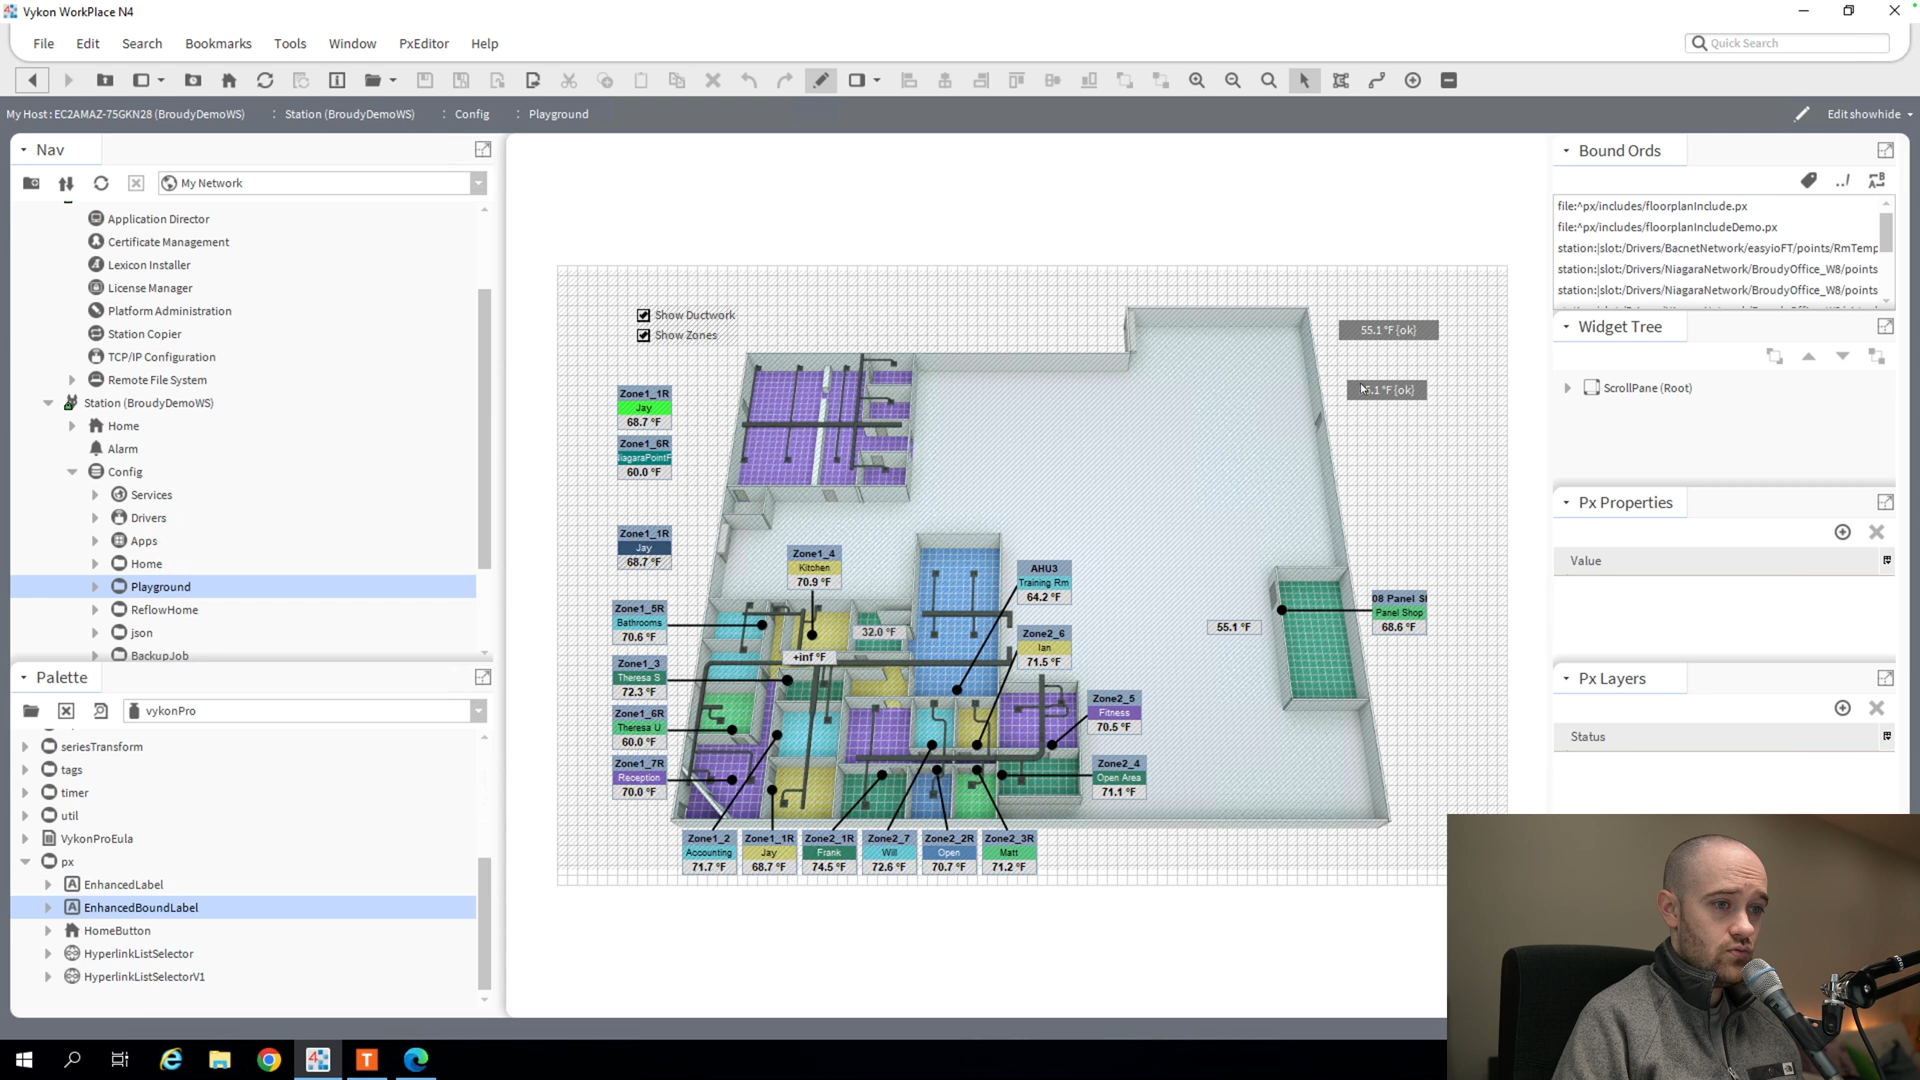 Vykon WorkPlace N4
File Edit Search Bookmarks Tools Window PxEditor Help
Quick Search
My Host : EC2AMAZ-75GKN28 (BroudyDemoWS) : Station (BroudyDemoWS) : Config : Playground
Edit showhide
Nav
My Network
Application Director
Certificate Management
Lexicon Installer
License Manager
Platform Administration
Station Copier
TCP/IP Configuration
Remote File System
Station (BroudyDemoWS)
Home
Alarm
Config
Services
Drivers
Apps
Home
Playground
ReflowHome
json
BackupJob
Palette
vykonPro
seriesTransform
tags
timer
util
VykonProEula
px
EnhancedLabel
EnhancedBoundLabel
HomeButton
HyperlinkListSelector
HyperlinkListSelectorV1
Show Ductwork
Show Zones
55.1 °F {ok}
5.1 °F {ok}
Zone1_1R
Jay
68.7 °F
Zone1_6R
60.0 °F
Zone1_1R
Jay
68.7 °F
Zone1_4
Kitchen
70.9 °F
AHU3
Training Rm
64.2 °F
Zone1_5R
Bathrooms
70.6 °F
32.0 °F
+inf °F
Zone2_6
Ian
71.5 °F
55.1 °F
08 Panel Sl
Panel Shop
68.6 °F
Zone1_3
Theresa S
72.3 °F
Zone1_6R
Theresa U
60.0 °F
Zone1_7R
Reception
70.0 °F
Zone2_5
Fitness
70.5 °F
Zone2_4
Open Area
71.1 °F
Zone1_2
Accounting
71.7 °F
Zone1_1R
Jay
68.7 °F
Zone2_1R
Frank
74.5 °F
Zone2_7
Will
72.6 °F
Zone2_2R
Open
70.7 °F
Zone2_3R
Matt
71.2 °F
Bound Ords
file:^px/includes/floorplanInclude.px
file:^px/includes/floorplanIncludeDemo.px
station:|slot:/Drivers/BacnetNetwork/easyioFT/points/RmTemp
station:|slot:/Drivers/NiagaraNetwork/BroudyOffice_W8/points
station:|slot:/Drivers/NiagaraNetwork/BroudyOffice_W8/points
Widget Tree
ScrollPane (Root)
Px Properties
Value
Px Layers
Status